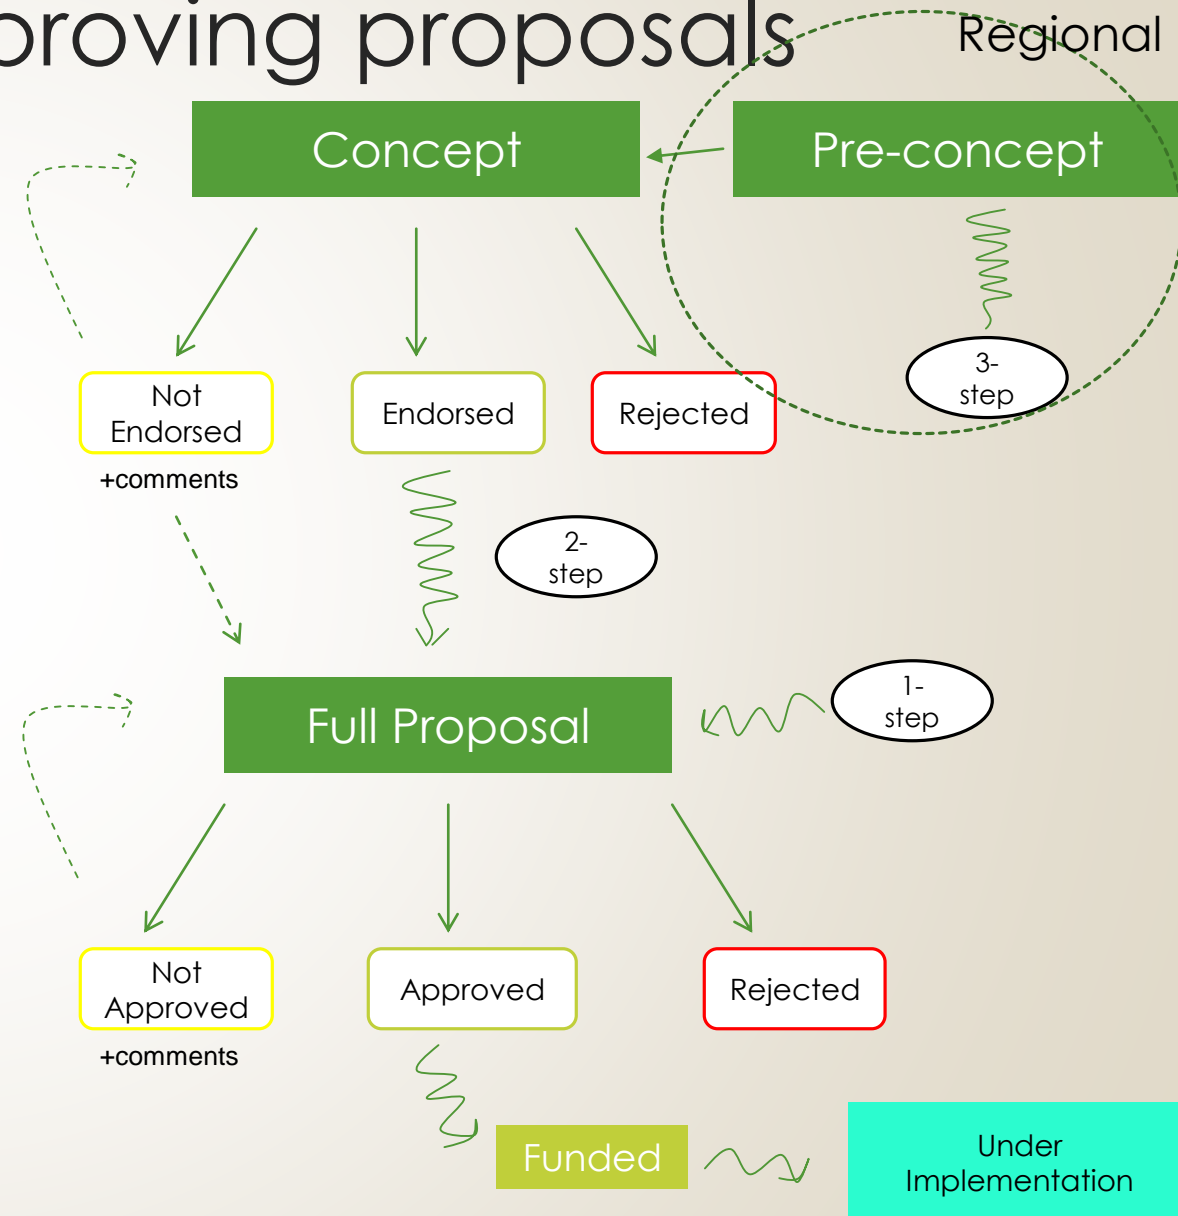 proving proposals
Regional
Concept
Pre-concept
Not
Endorsed
Endorsed
Rejected
3-
step
+comments
2-
step
Full Proposal
1-
step
Not
Approved
Approved
Rejected
+comments
Funded
Under
Implementation